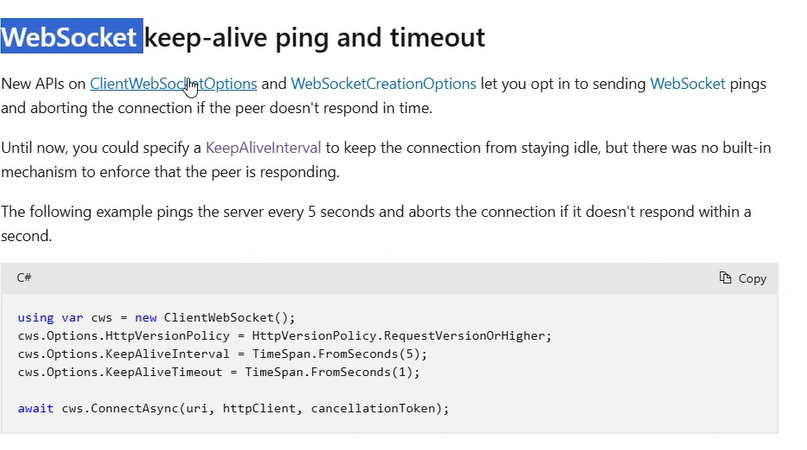 WebSocket keep-alive ping and timeout
New APIs on ClientWebSocketOptions and WebSocketCreationOptions let you opt in to sending WebSocket pings
and aborting the connection if the peer doesn't respond in time.
Until now, you could specify a KeepAliveInterval to keep the connection from staying idle, but there was no built-in
mechanism to enforce that the peer is responding.
The following example pings the server every 5 seconds and aborts the connection if it doesn't respond within a
second.
C#
Copy
using var cws = new ClientWebSocket();
cws.Options.HttpVersionPolicy = HttpVersionPolicy.RequestVersionOrHigher;
cws.Options.KeepAliveInterval = TimeSpan.FromSeconds(5);
cws.Options.KeepAliveTimeout = TimeSpan.FromSeconds(1);
await cws.ConnectAsync(uri, httpClient, cancellationToken);